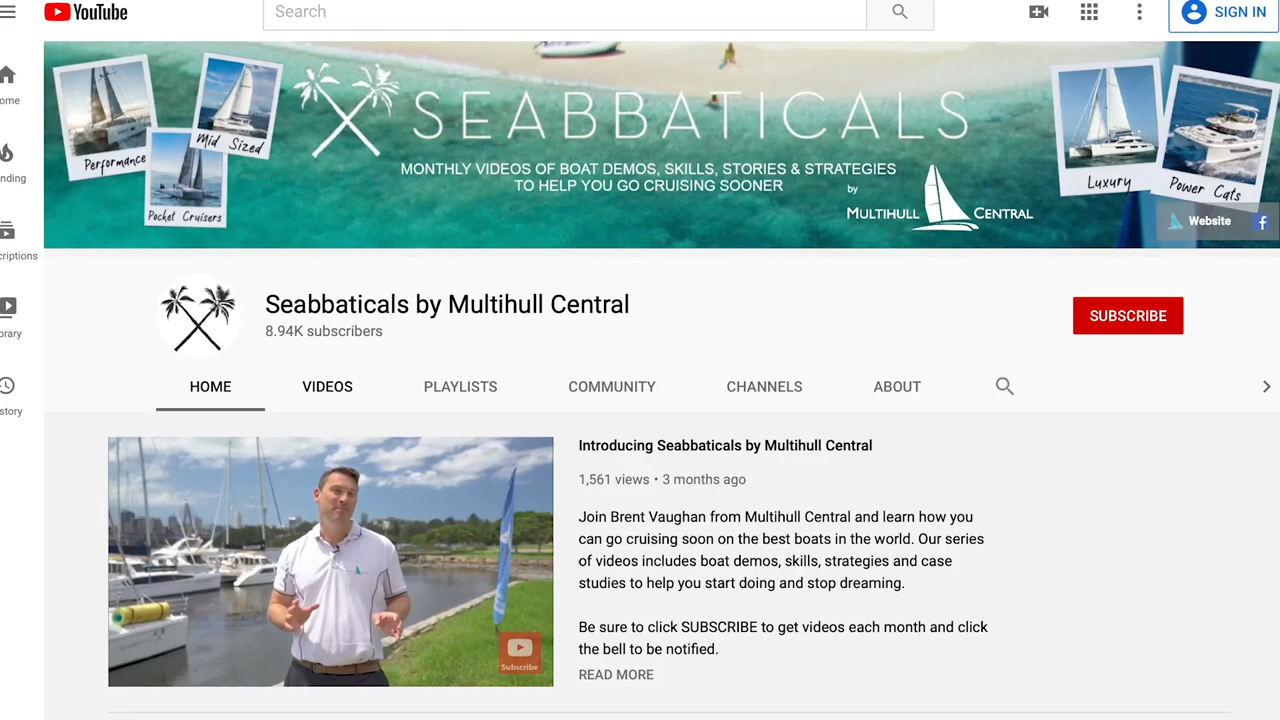 YouTube
Search
SIGN IN
ome
nding
criptions
brary
story
Performance
Mid Sized
Pocket Cruisers
SEABBATICALS
MONTHLY VIDEOS OF BOAT DEMOS, SKILLS, STORIES & STRATEGIES
TO HELP YOU GO CRUISING SOONER
by
MULTIHULL CENTRAL
Luxury
Power Cats
Website
Seabbaticals by Multihull Central
8.94K subscribers
SUBSCRIBE
HOME VIDEOS PLAYLISTS COMMUNITY CHANNELS ABOUT
Introducing Seabbaticals by Multihull Central
1,561 views • 3 months ago
Join Brent Vaughan from Multihull Central and learn how you
can go cruising soon on the best boats in the world. Our series
of videos includes boat demos, skills, strategies and case
studies to help you start doing and stop dreaming.
Be sure to click SUBSCRIBE to get videos each month and click
the bell to be notified.
READ MORE
Subscribe